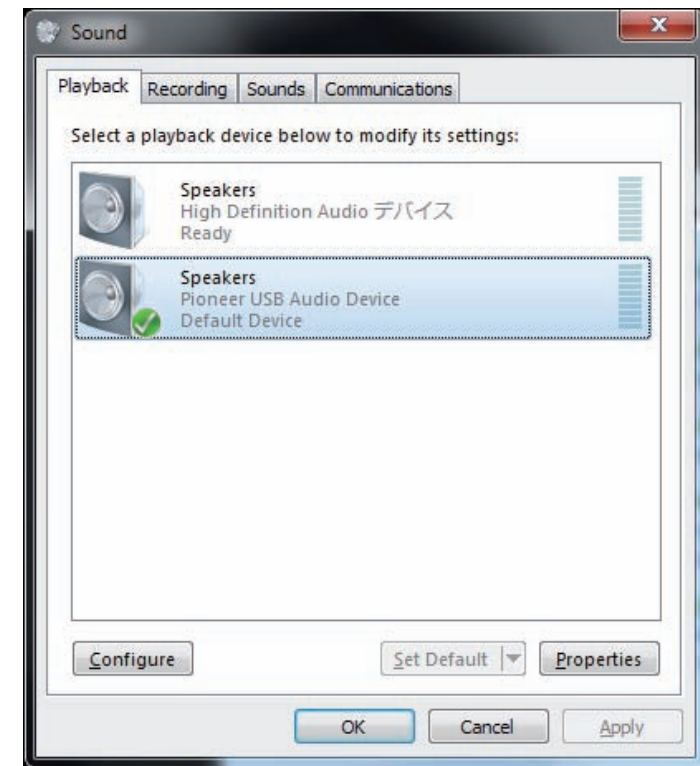 Sound
Playback Recording Sounds Communications
Select a playback device below to modify its settings:
Speakers
High Definition Audio デバイス
Ready
Speakers
Pioneer USB Audio Device
Default Device
Configure Set Default Properties
OK Cancel Apply